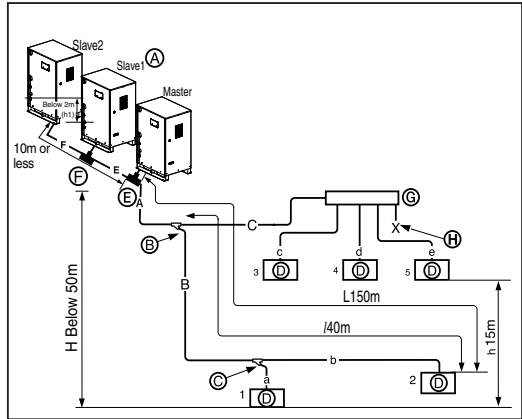 Slave2
Slave1
A
Master
Below 2m
(h1)
10m or
less
F
E
F
E
A
G
C
H
X
B
c
d
e
3 D
4 D
5 D
H Below 50m
B
L150m
l40m
h 15m
C
b
a
2 D
1 D